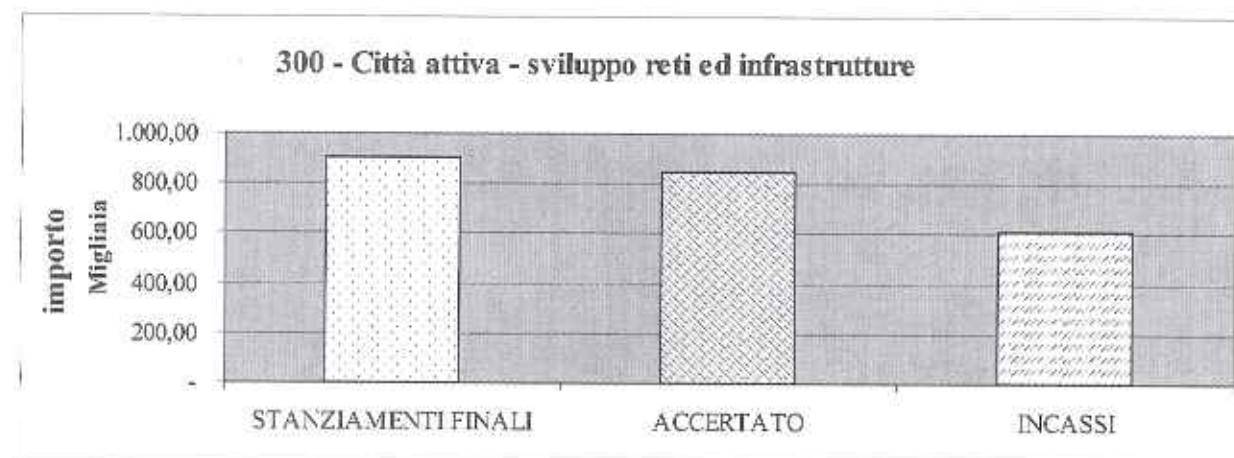 300 - Città attiva - sviluppo reti ed infrastrutture
importo
Migliaia
1.000,00
800,00
600,00
400,00
200,00
-
STANZIAMENTI FINALI
ACCERTATO
INCASSI